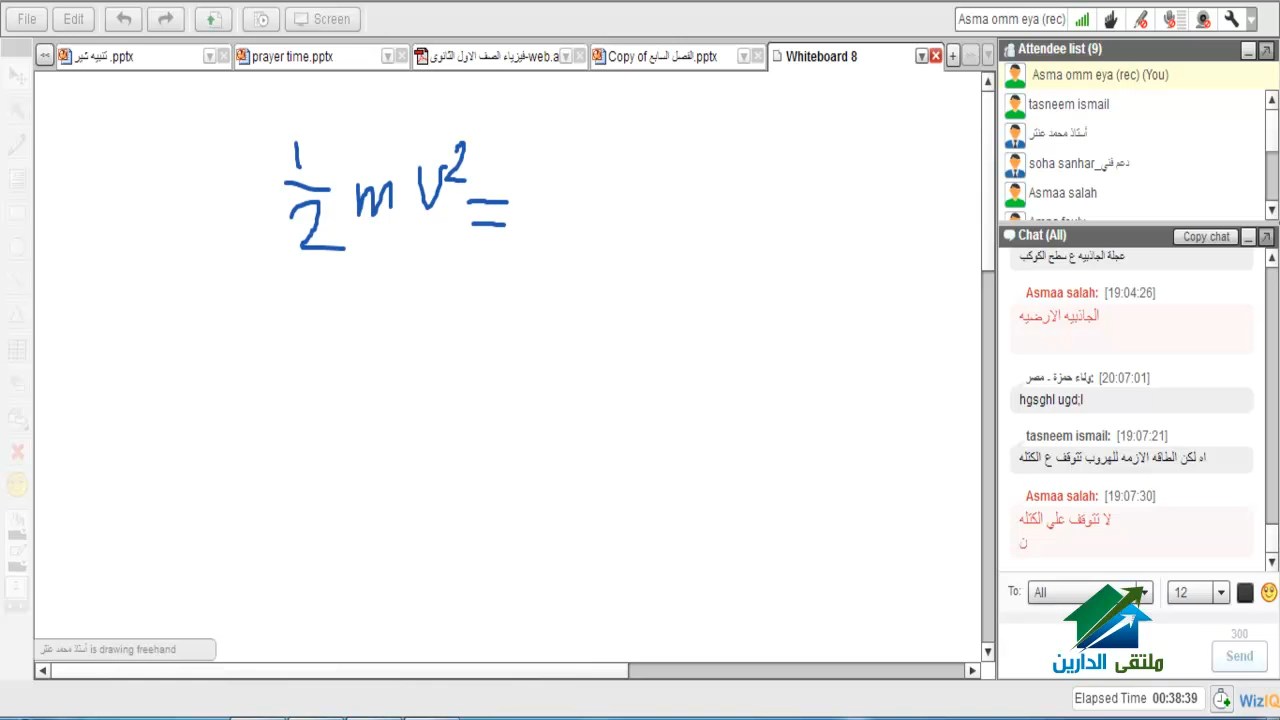 File Edit Screen Asma omm eya (rec)
تنبيه كبير .pptx prayer time.pptx فيزياء الصف الاول الثانوى-web.a Copy of الفصل السابع.pptx Whiteboard 8
1/2 m v² =
أستاذ محمد عنتر is drawing freehand
Attendee list (9)
Asma omm eya (rec) (You)
tasneem ismail
أستاذ محمد عنتر
soha sanhar_دعم فني
Asmaa salah
Chat (All) Copy chat
عجلة الجاذبيه ع سطح الكوكب
Asmaa salah: [19:04:26]
الجاذبيه الارضيه
ولاء حمزة - مصر: [20:07:01]
hgsghl ugd;l
tasneem ismail: [19:07:21]
اه لكن الطاقه الازمه للهروب تتوقف ع الكتله
Asmaa salah: [19:07:30]
لا تتوقف علي الكتله
ن
To: All 12
ملتقى الدارين
300
Send
Elapsed Time 00:38:39 WizIQ